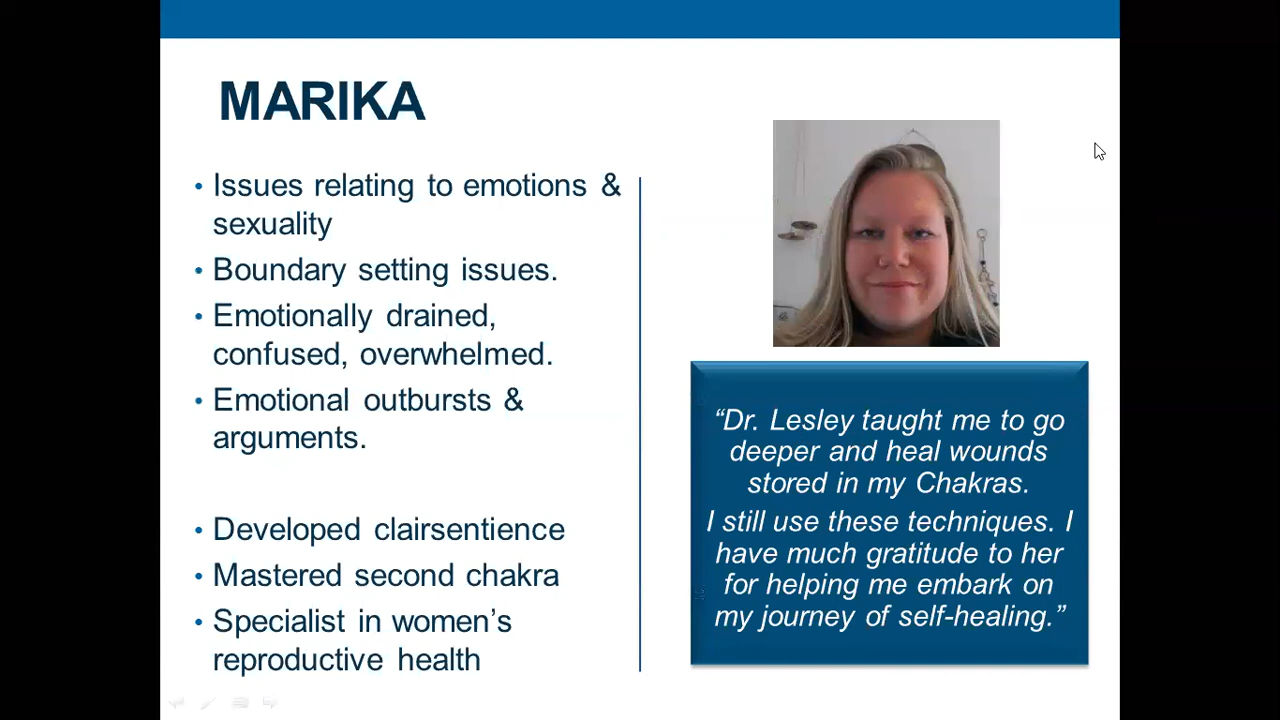 MARIKA
• Issues relating to emotions &
sexuality
• Boundary setting issues.
• Emotionally drained,
confused, overwhelmed.
• Emotional outbursts &
arguments.
• Developed clairsentience
• Mastered second chakra
• Specialist in women’s
reproductive health
“Dr. Lesley taught me to go
deeper and heal wounds
stored in my Chakras.
I still use these techniques. I
have much gratitude to her
for helping me embark on
my journey of self-healing.”